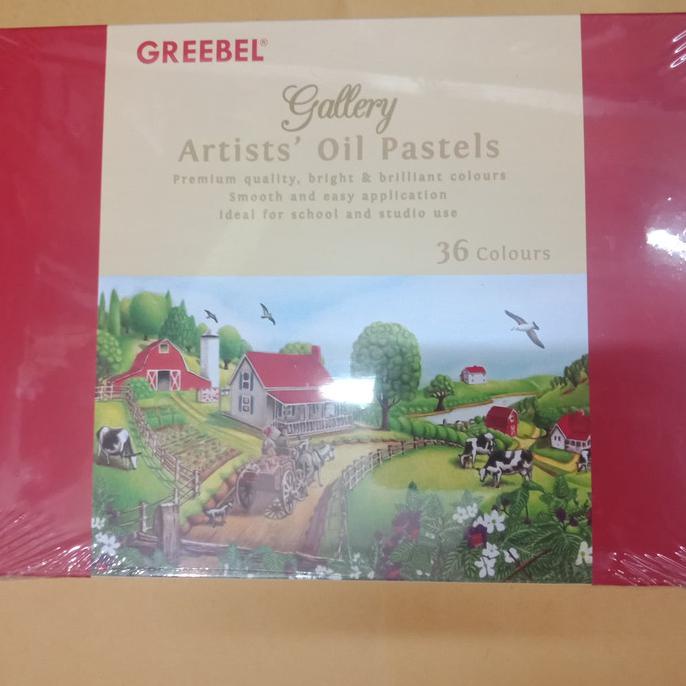 GREEBEL®
Gallery
Artists' Oil Pastels
Premium quality, bright & brilliant colours
Smooth and easy application
Ideal for school and studio use
36 Colours